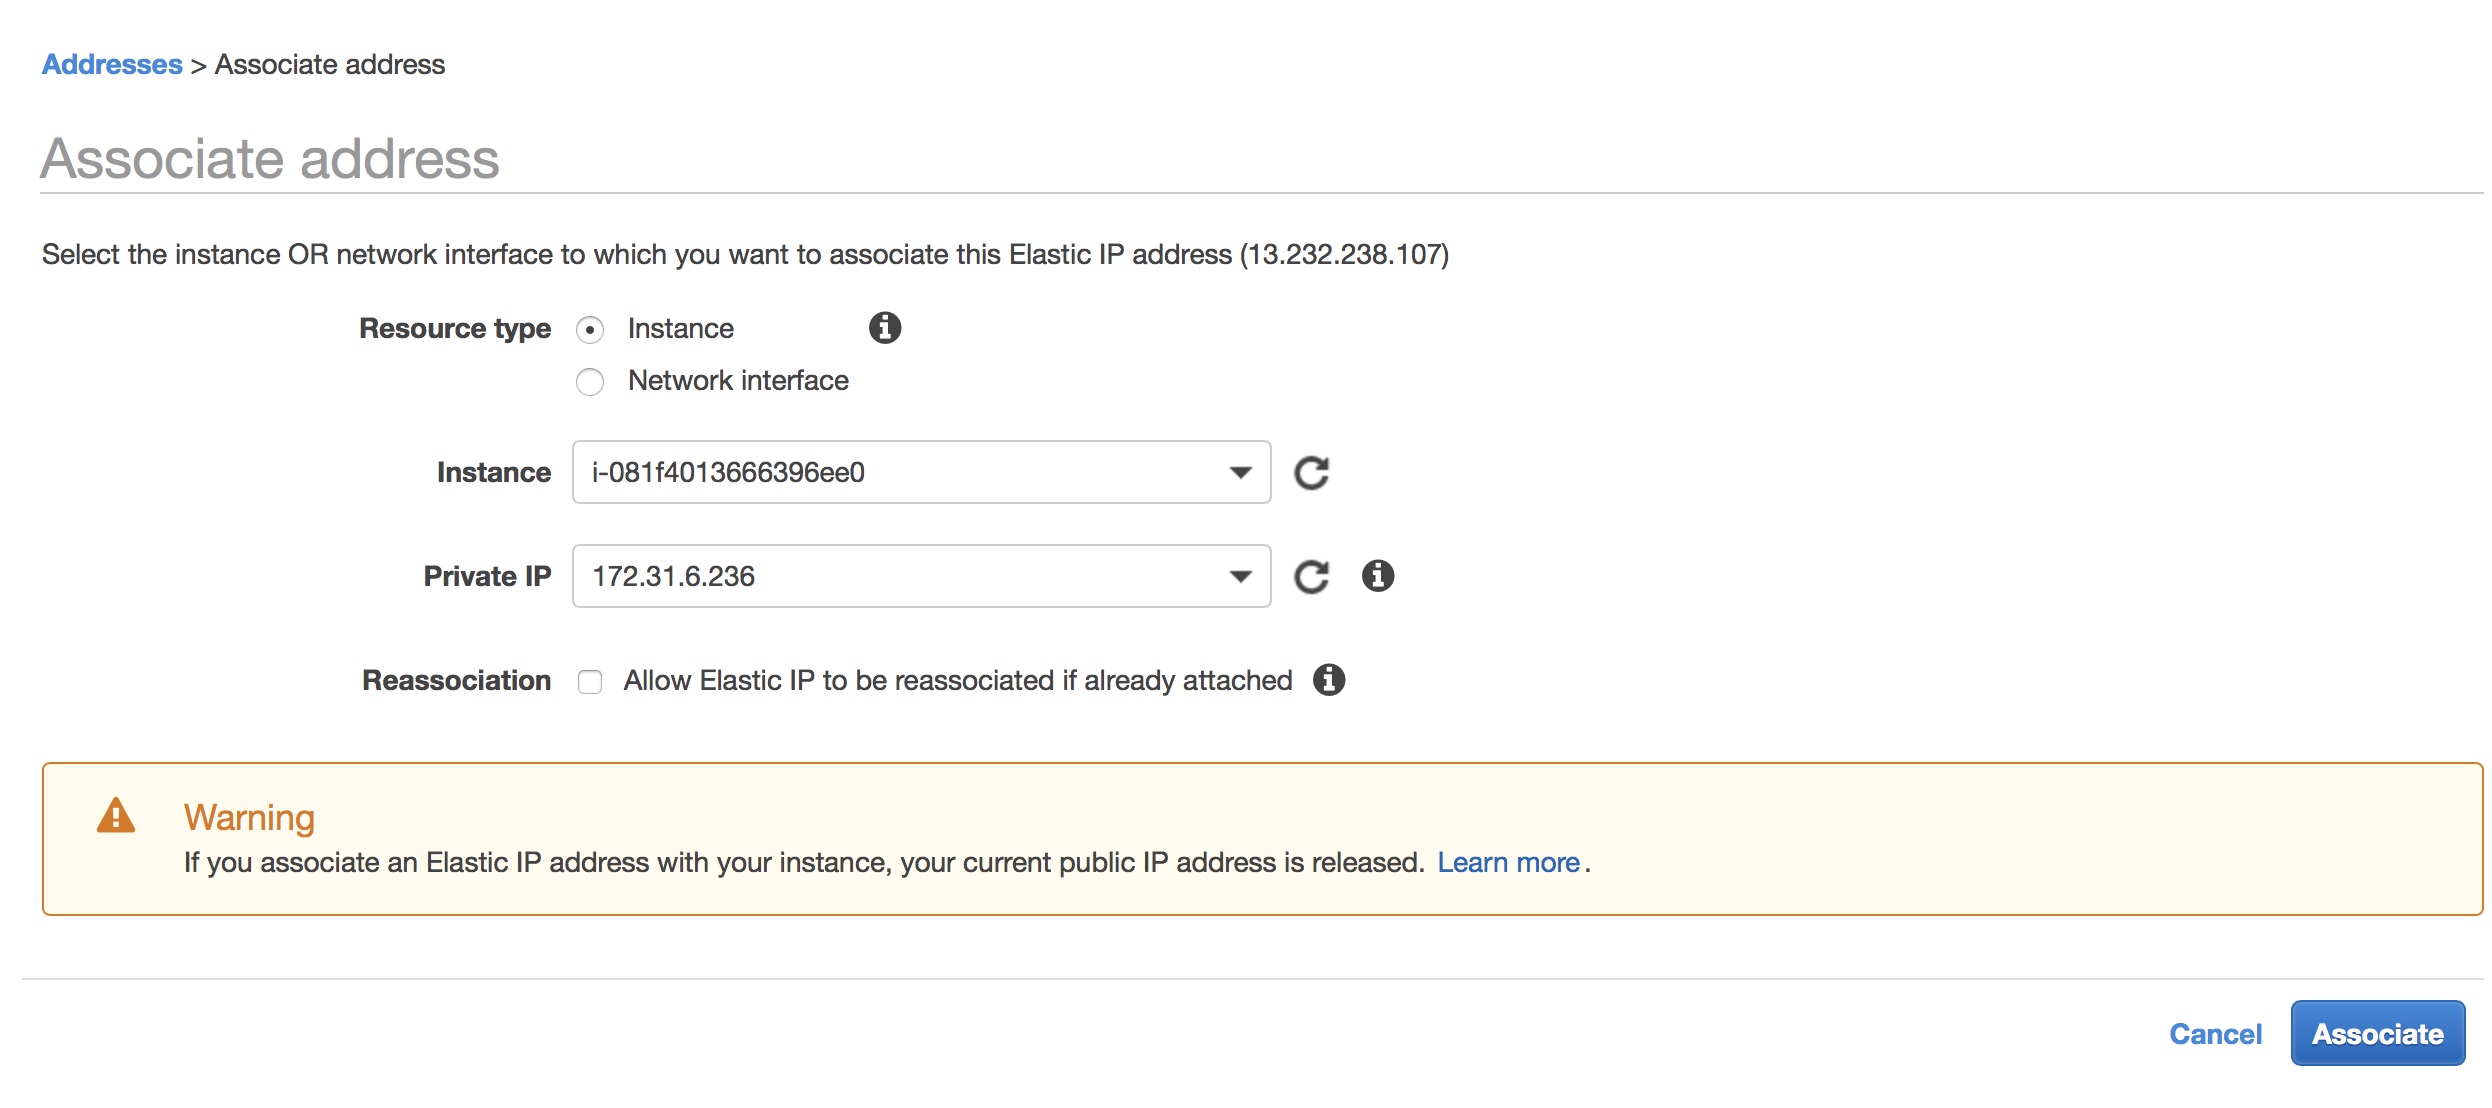 Addresses > Associate address
Associate address
Select the instance OR network interface to which you want to associate this Elastic IP address (13.232.238.107)
Resource type Instance
Network interface
Instance i-081f4013666396ee0
Private IP 172.31.6.236
Reassociation Allow Elastic IP to be reassociated if already attached
Warning
If you associate an Elastic IP address with your instance, your current public IP address is released. Learn more.
Cancel Associate